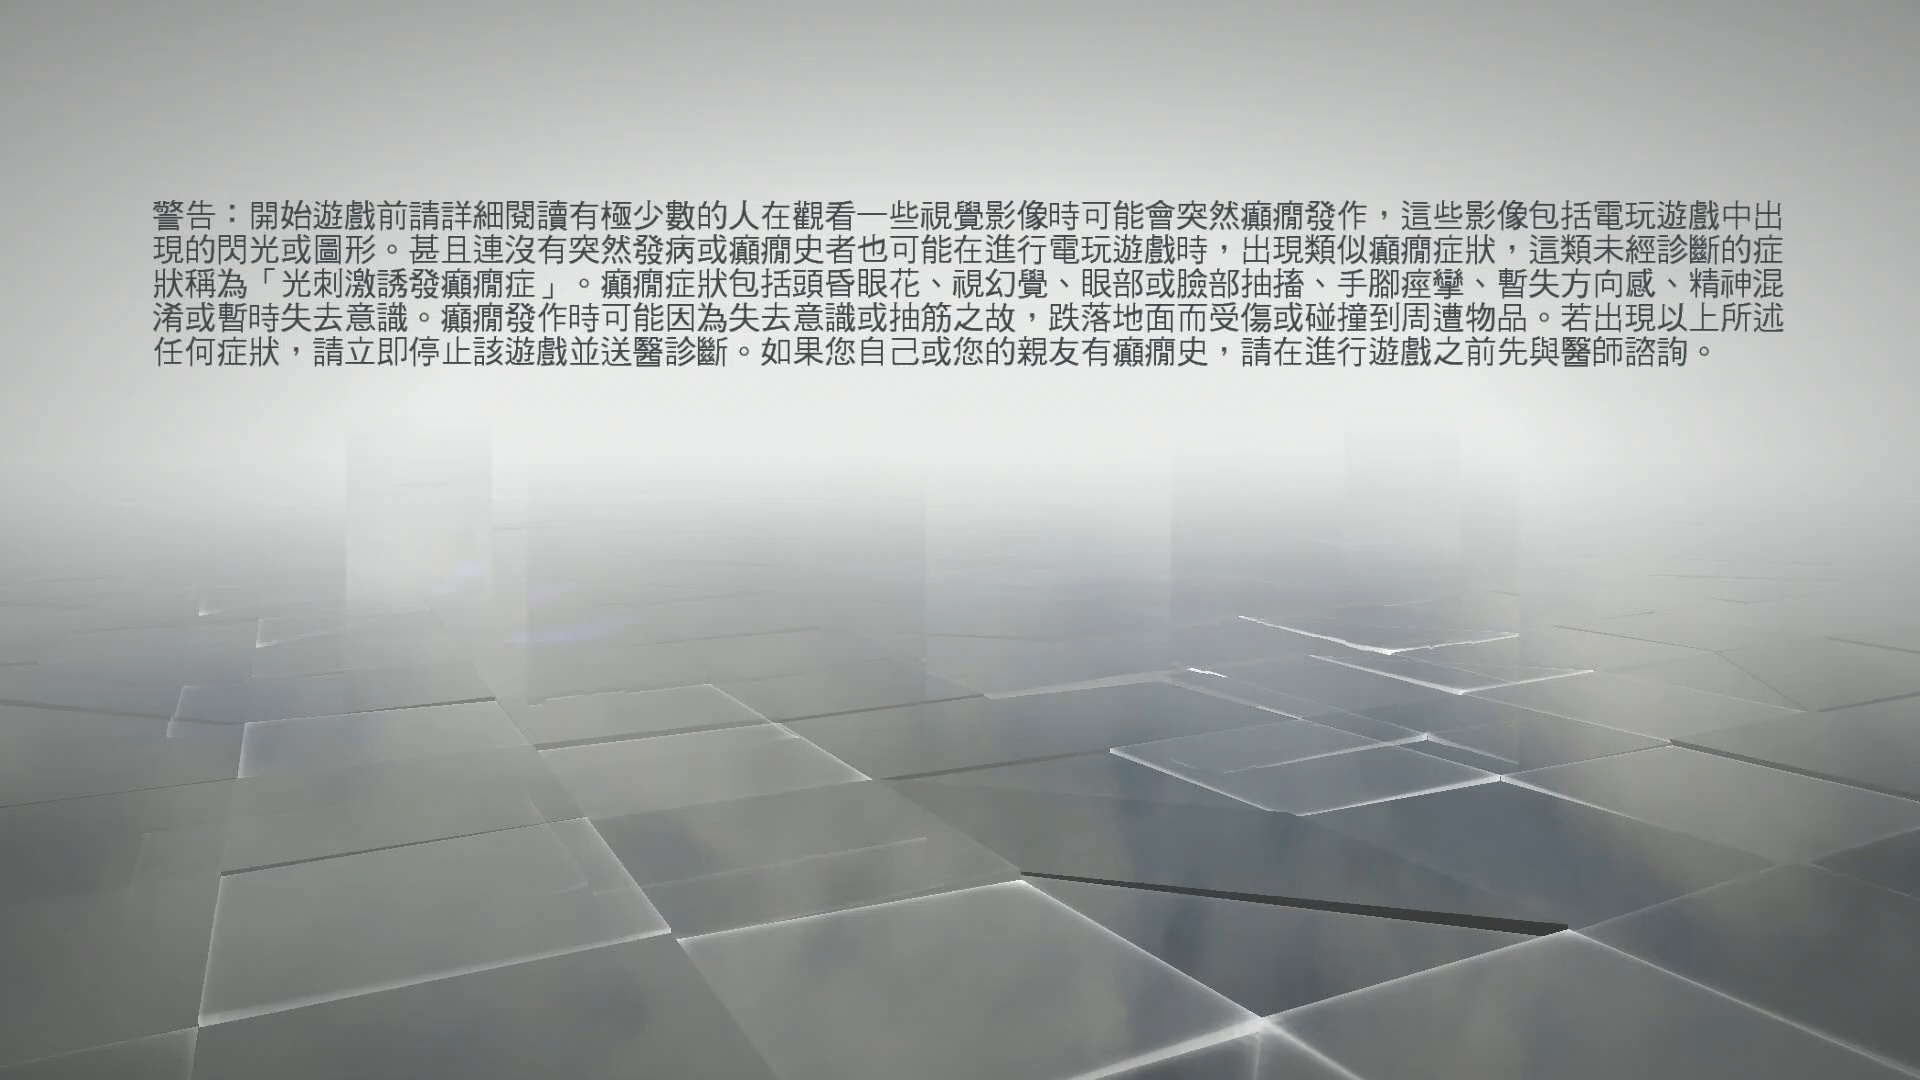 警告：開始遊戲前請詳細閱讀有極少數的人在觀看一些視覺影像時可能會突然癲癇發作，這些影像包括電玩遊戲中出
現的閃光或圖形。甚且連沒有突然發病或癲癇史者也可能在進行電玩遊戲時，出現類似癲癇症狀，這類未經診斷的症
狀稱為「光刺激誘發癲癇症」。癲癇症狀包括頭昏眼花、視幻覺、眼部或臉部抽搐、手腳痙攣、暫失方向感、精神混
淆或暫時失去意識。癲癇發作時可能因為失去意識或抽筋之故，跌落地面而受傷或碰撞到周遭物品。若出現以上所述
任何症狀，請立即停止該遊戲並送醫診斷。如果您自己或您的親友有癲癇史，請在進行遊戲之前先與醫師諮詢。